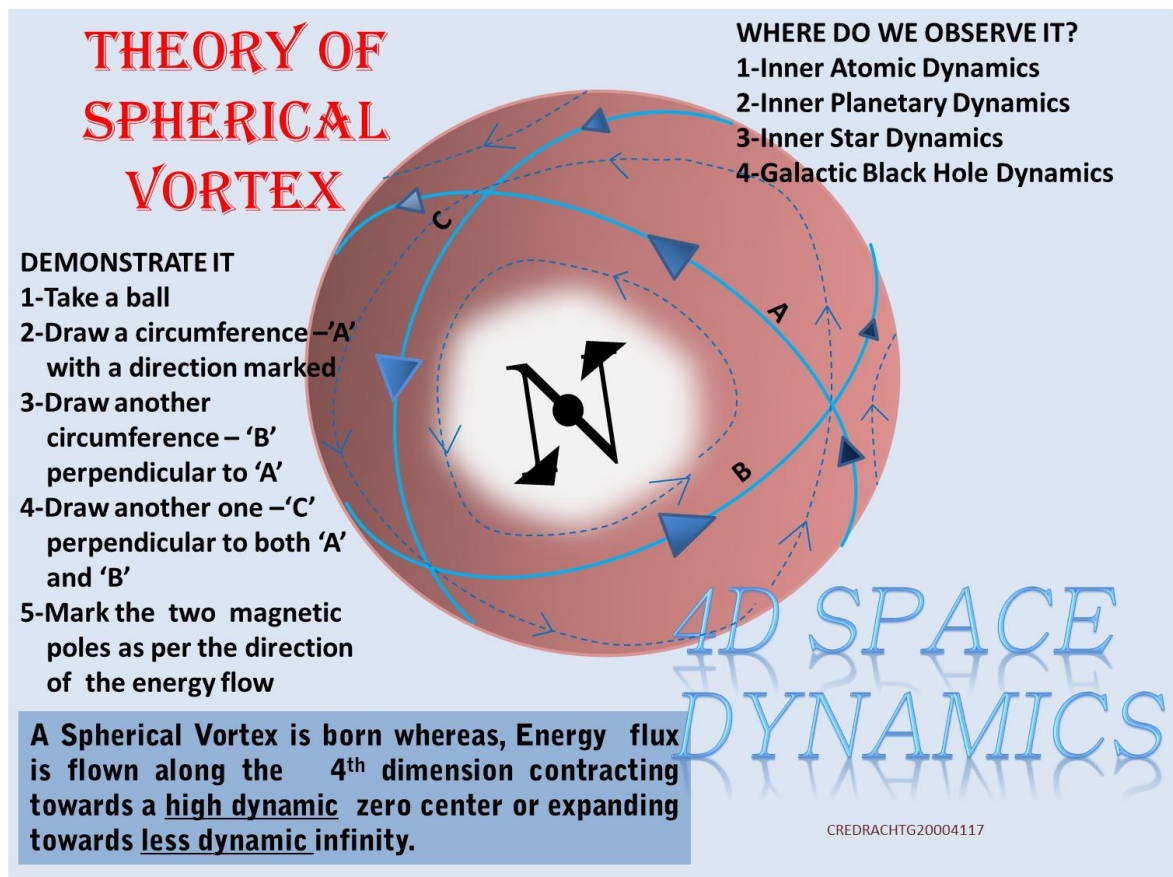 THEORY OF
SPHERICAL
VORTEX
WHERE DO WE OBSERVE IT?
1-Inner Atomic Dynamics
2-Inner Planetary Dynamics
3-Inner Star Dynamics
4-Galactic Black Hole Dynamics
DEMONSTRATE IT
1-Take a ball
2-Draw a circumference –’A’
with a direction marked
3-Draw another
circumference – ‘B’
perpendicular to ‘A’
4-Draw another one –‘C’
perpendicular to both ‘A’
and ‘B’
5-Mark the two magnetic
poles as per the direction
of the energy flow
C
A
B
N
4D SPACE
DYNAMICS
A Spherical Vortex is born whereas, Energy flux
is flown along the 4th dimension contracting
towards a high dynamic zero center or expanding
towards less dynamic infinity.
CREDRACHTG20004117